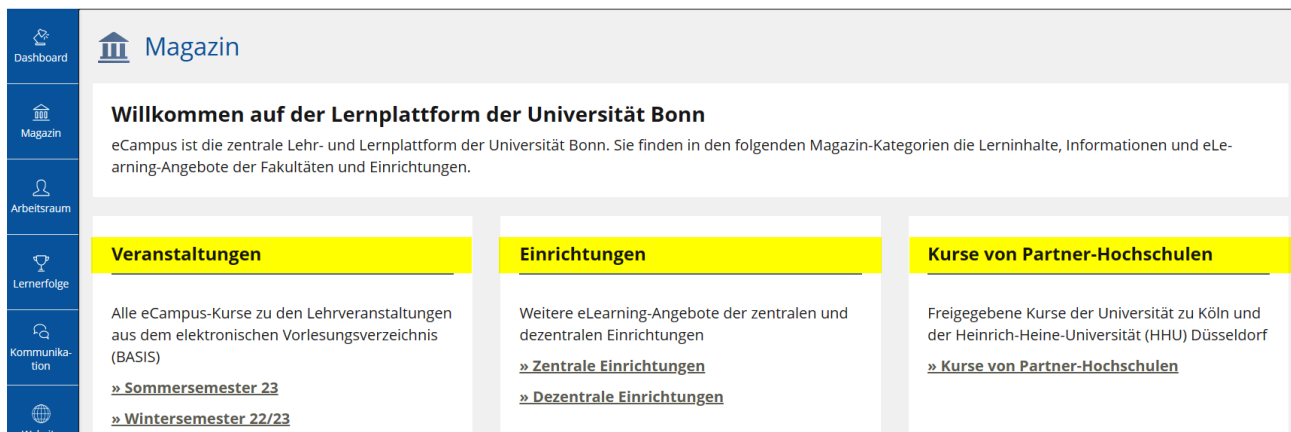 Dashboard
Magazin
Arbeitsraum
Lernerfolge
Kommunika-
tion
Magazin
Willkommen auf der Lernplattform der Universität Bonn
eCampus ist die zentrale Lehr- und Lernplattform der Universität Bonn. Sie finden in den folgenden Magazin-Kategorien die Lerninhalte, Informationen und eLe-
arning-Angebote der Fakultäten und Einrichtungen.
Veranstaltungen
Alle eCampus-Kurse zu den Lehrveranstaltungen
aus dem elektronischen Vorlesungsverzeichnis
(BASIS)
» Sommersemester 23
» Wintersemester 22/23
Einrichtungen
Weitere eLearning-Angebote der zentralen und
dezentralen Einrichtungen
» Zentrale Einrichtungen
» Dezentrale Einrichtungen
Kurse von Partner-Hochschulen
Freigegebene Kurse der Universität zu Köln und
der Heinrich-Heine-Universität (HHU) Düsseldorf
» Kurse von Partner-Hochschulen